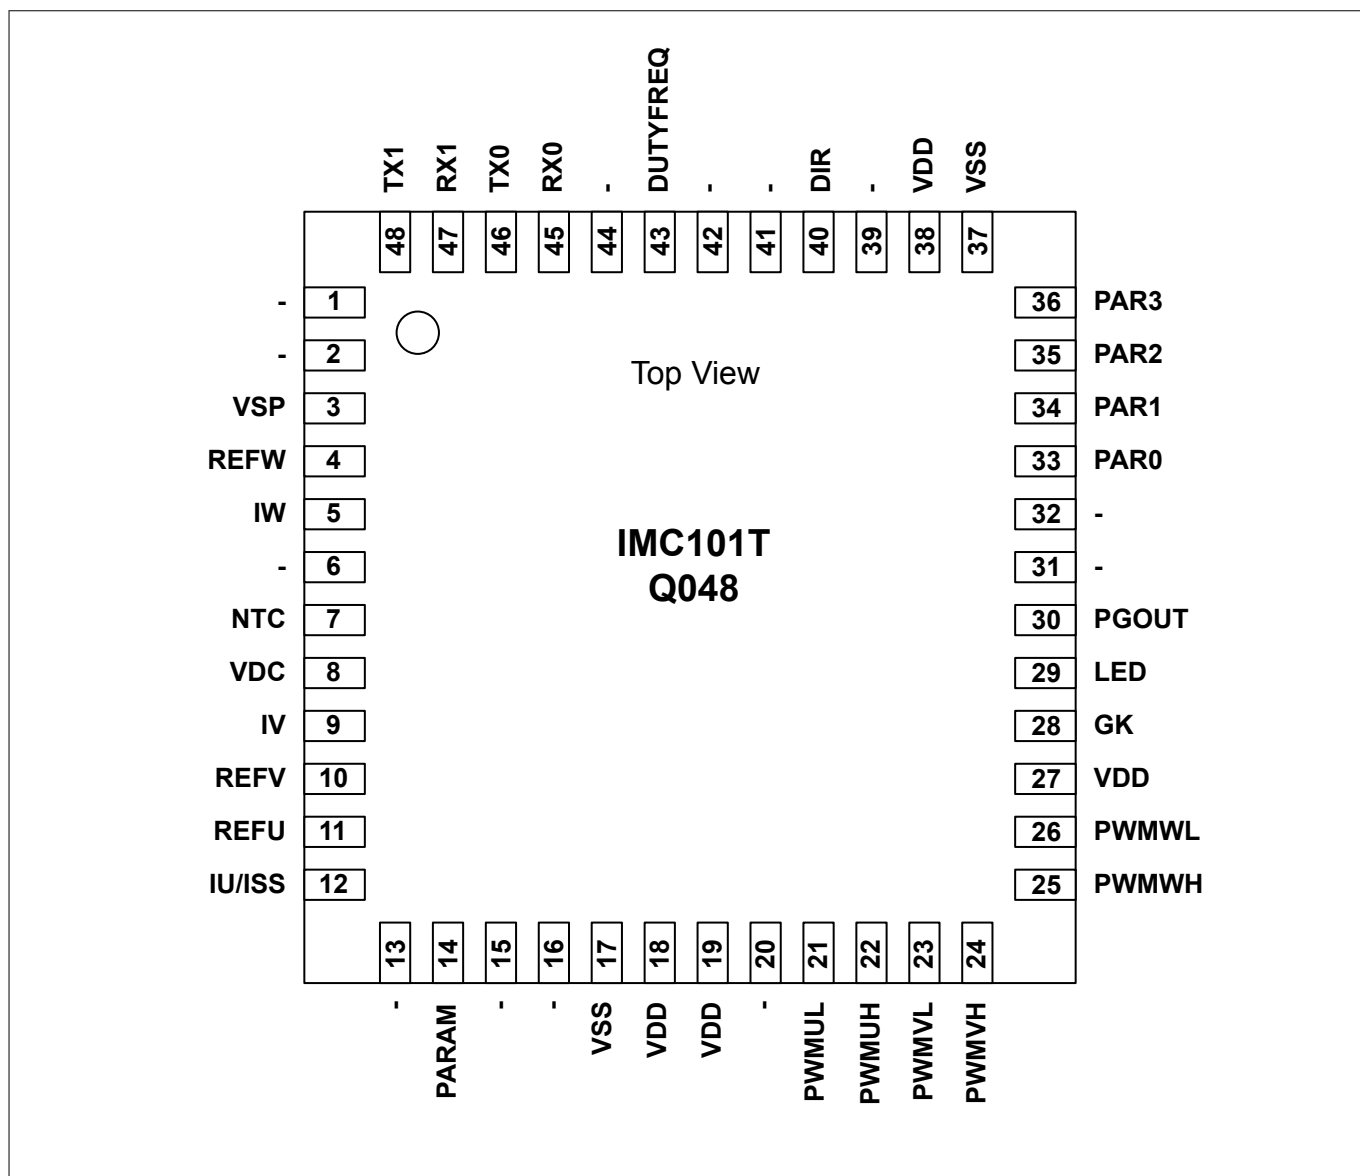 TX1 RX1 TX0 RX0 - DUTYFREQ - - DIR - VDD VSS
48 47 46 45 44 43 42 41 40 39 38 37
- 1 36 PAR3
- 2 35 PAR2
Top View
VSP 3 34 PAR1
REFW 4 33 PAR0
IW 5 32 -
IMC101T
- 6 31 -
Q048
NTC 7 30 PGOUT
VDC 8 29 LED
IV 9 28 GK
REFV 10 27 VDD
REFU 11 26 PWMWL
IU/ISS 12 25 PWMWH
13 14 15 16 17 18 19 20 21 22 23 24
- PARAM - - VSS VDD VDD - PWMUL PWMUH PWMVL PWMVH